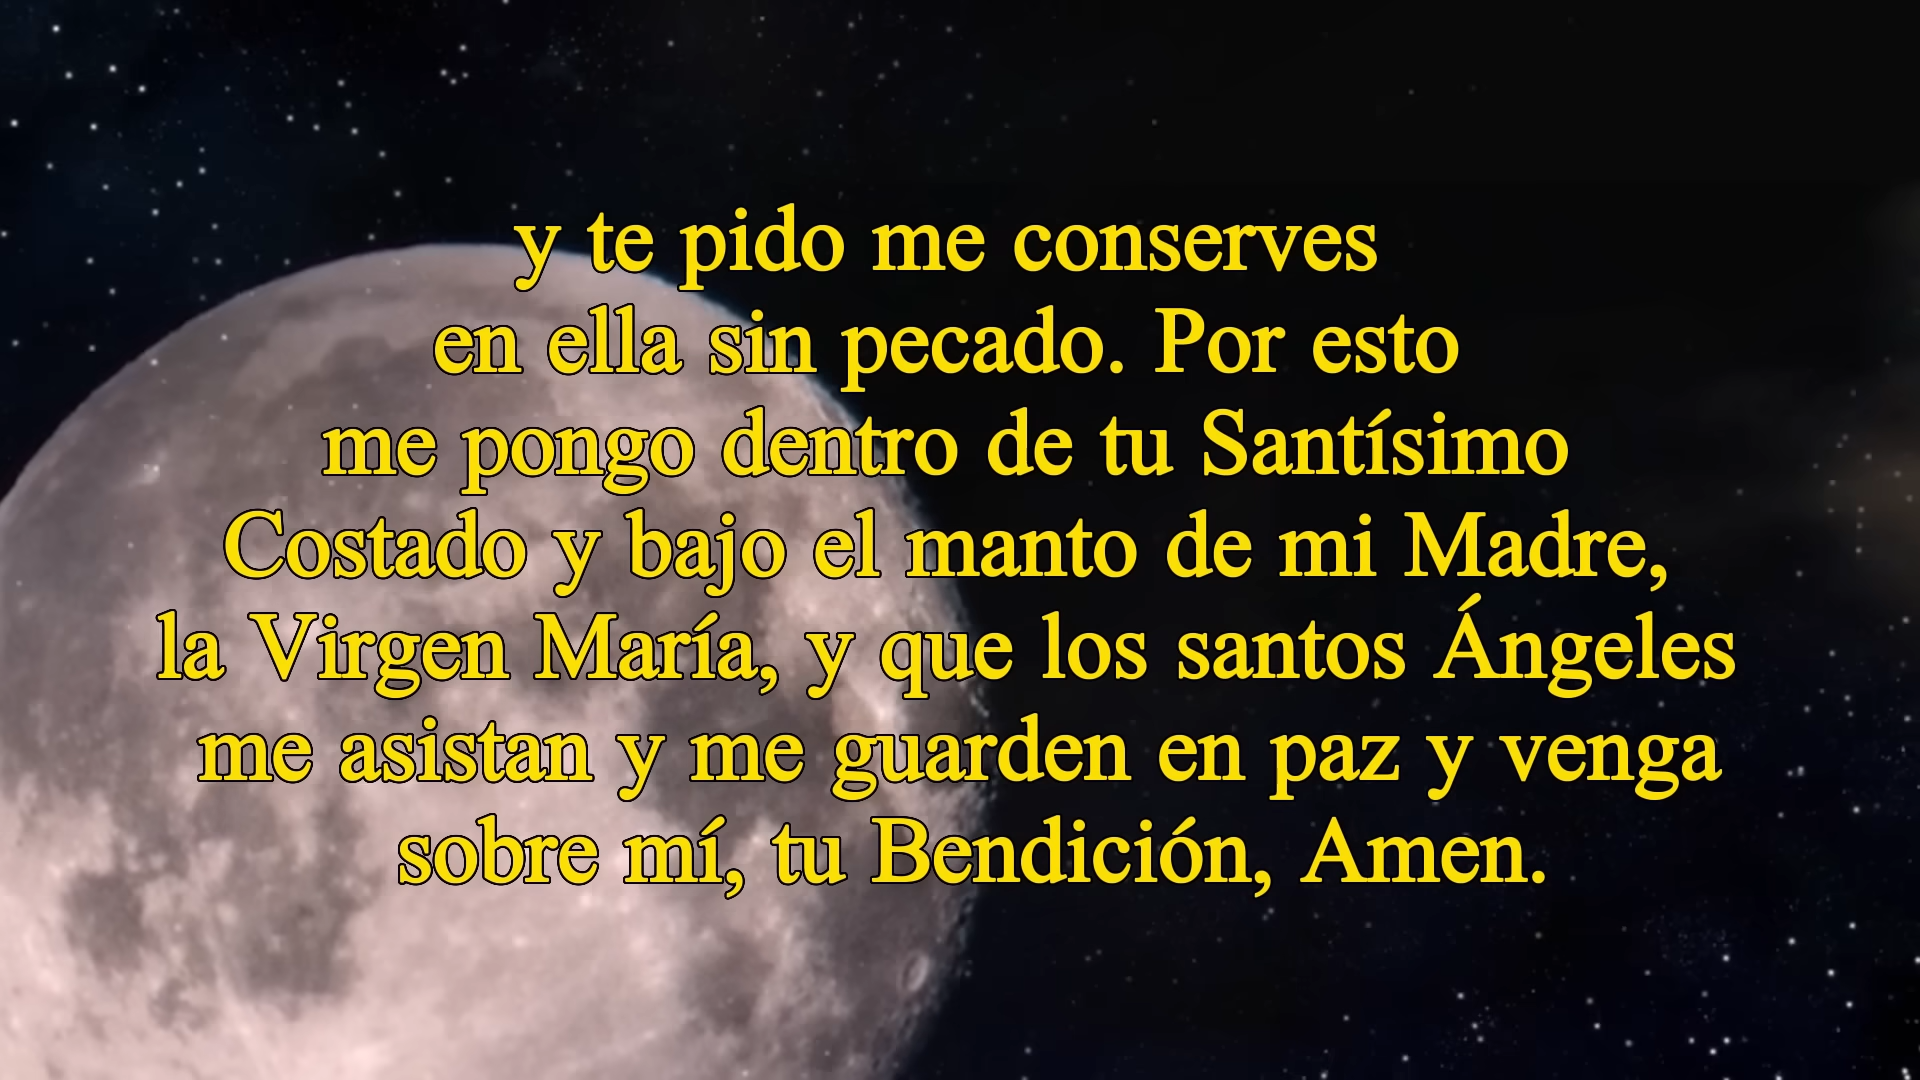 y te pido me conserves
en ella sin pecado. Por esto
me pongo dentro de tu Santísimo
Costado y bajo el manto de mi Madre,
la Virgen María, y que los santos Ángeles
me asistan y me guarden en paz y venga
sobre mí, tu Bendición, Amen.